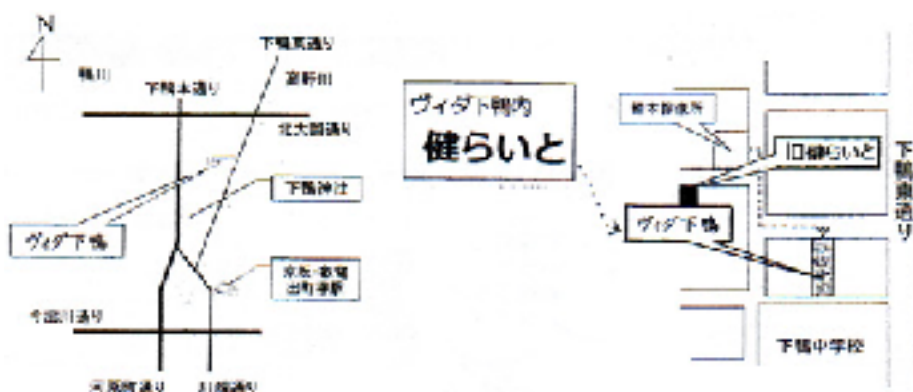 N
下鴨東通り
鴨川
下鴨本通り
高野川
北大路通り
下鴨神社
ヴィダ下鴨
京阪・叡電
出町柳駅
今出川通り
河原町通り
川端通り
ヴィダ下鴨内
健らいと
旧健らいと
ヴィダ下鴨
下鴨東通り
下鴨中学校